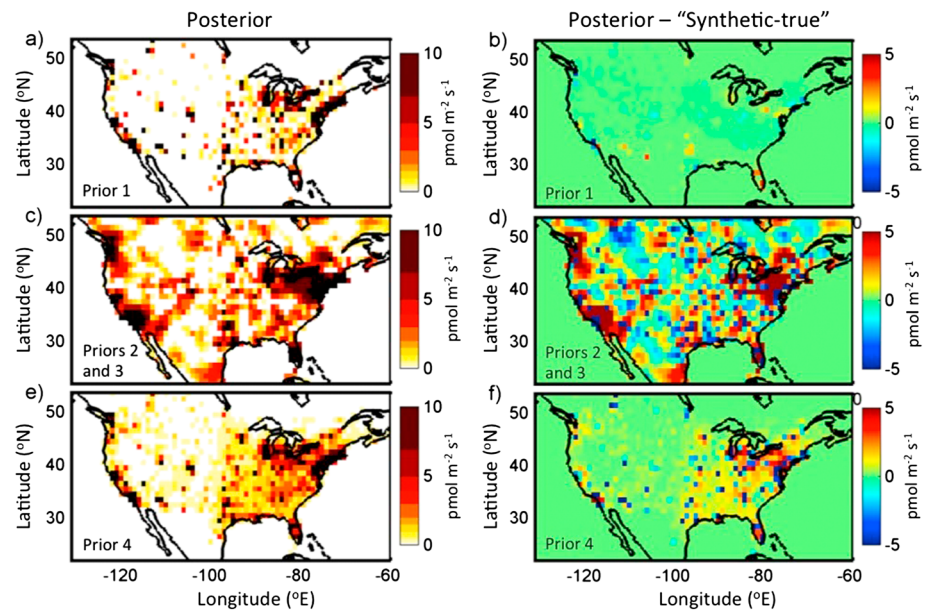 Posterior
Posterior – “Synthetic-true”
a)
50
40
30
Latitude (°N)
Prior 1
10
5
0
pmol m-2 s-1
b)
50
40
30
Latitude (°N)
Prior 1
5
0
-5
pmol m-2 s-1
c)
50
40
30
Latitude (°N)
Priors 2
and 3
10
5
0
pmol m-2 s-1
d)
50
40
30
Latitude (°N)
Priors 2
and 3
0
5
0
-5
pmol m-2 s-1
e)
50
40
30
Latitude (°N)
Prior 4
10
5
0
pmol m-2 s-1
f)
50
40
30
Latitude (°N)
Prior 4
0
5
0
-5
pmol m-2 s-1
-120
-100
-80
-60
Longitude (°E)
-120
-100
-80
-60
Longitude (°E)